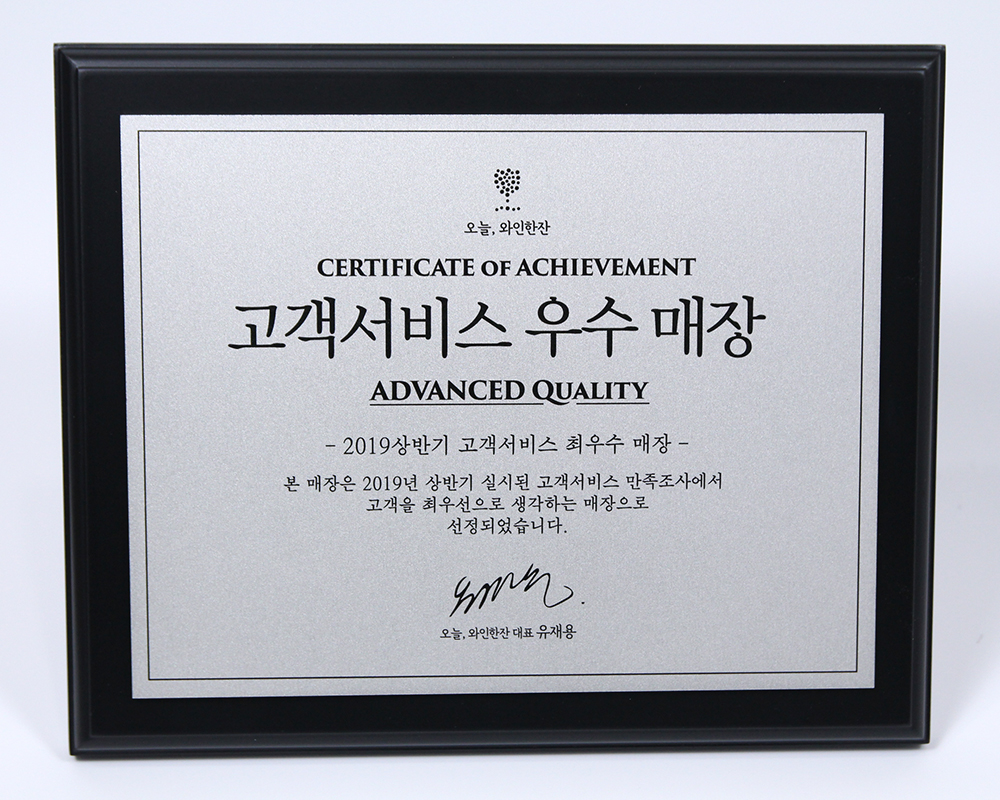 오늘, 와인한잔
CERTIFICATE OF ACHIEVEMENT
고객서비스 우수 매장
ADVANCED QUALITY
- 2019상반기 고객서비스 최우수 매장 -
본 매장은 2019년 상반기 실시된 고객서비스 만족조사에서
고객을 최우선으로 생각하는 매장으로
선정되었습니다.
오늘, 와인한잔 대표 유재용